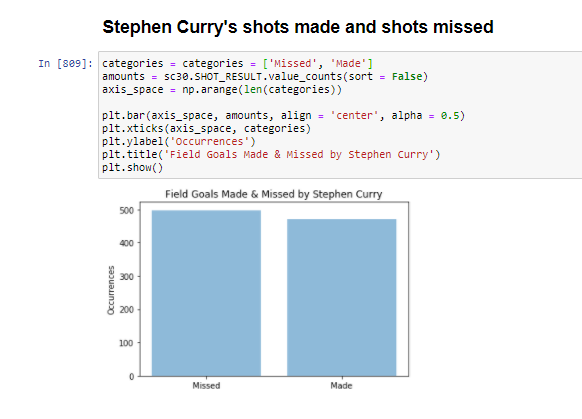 Stephen Curry's shots made and shots missed
In [809]: categories = categories = ['Missed', 'Made']
amounts = sc30.SHOT_RESULT.value_counts(sort = False)
axis_space = np.arange(len(categories))
plt.bar(axis_space, amounts, align = 'center', alpha = 0.5)
plt.xticks(axis_space, categories)
plt.ylabel('Occurrences')
plt.title('Field Goals Made & Missed by Stephen Curry')
plt.show()
Field Goals Made & Missed by Stephen Curry
500
400
300
200
100
0
Occurrences
Missed Made